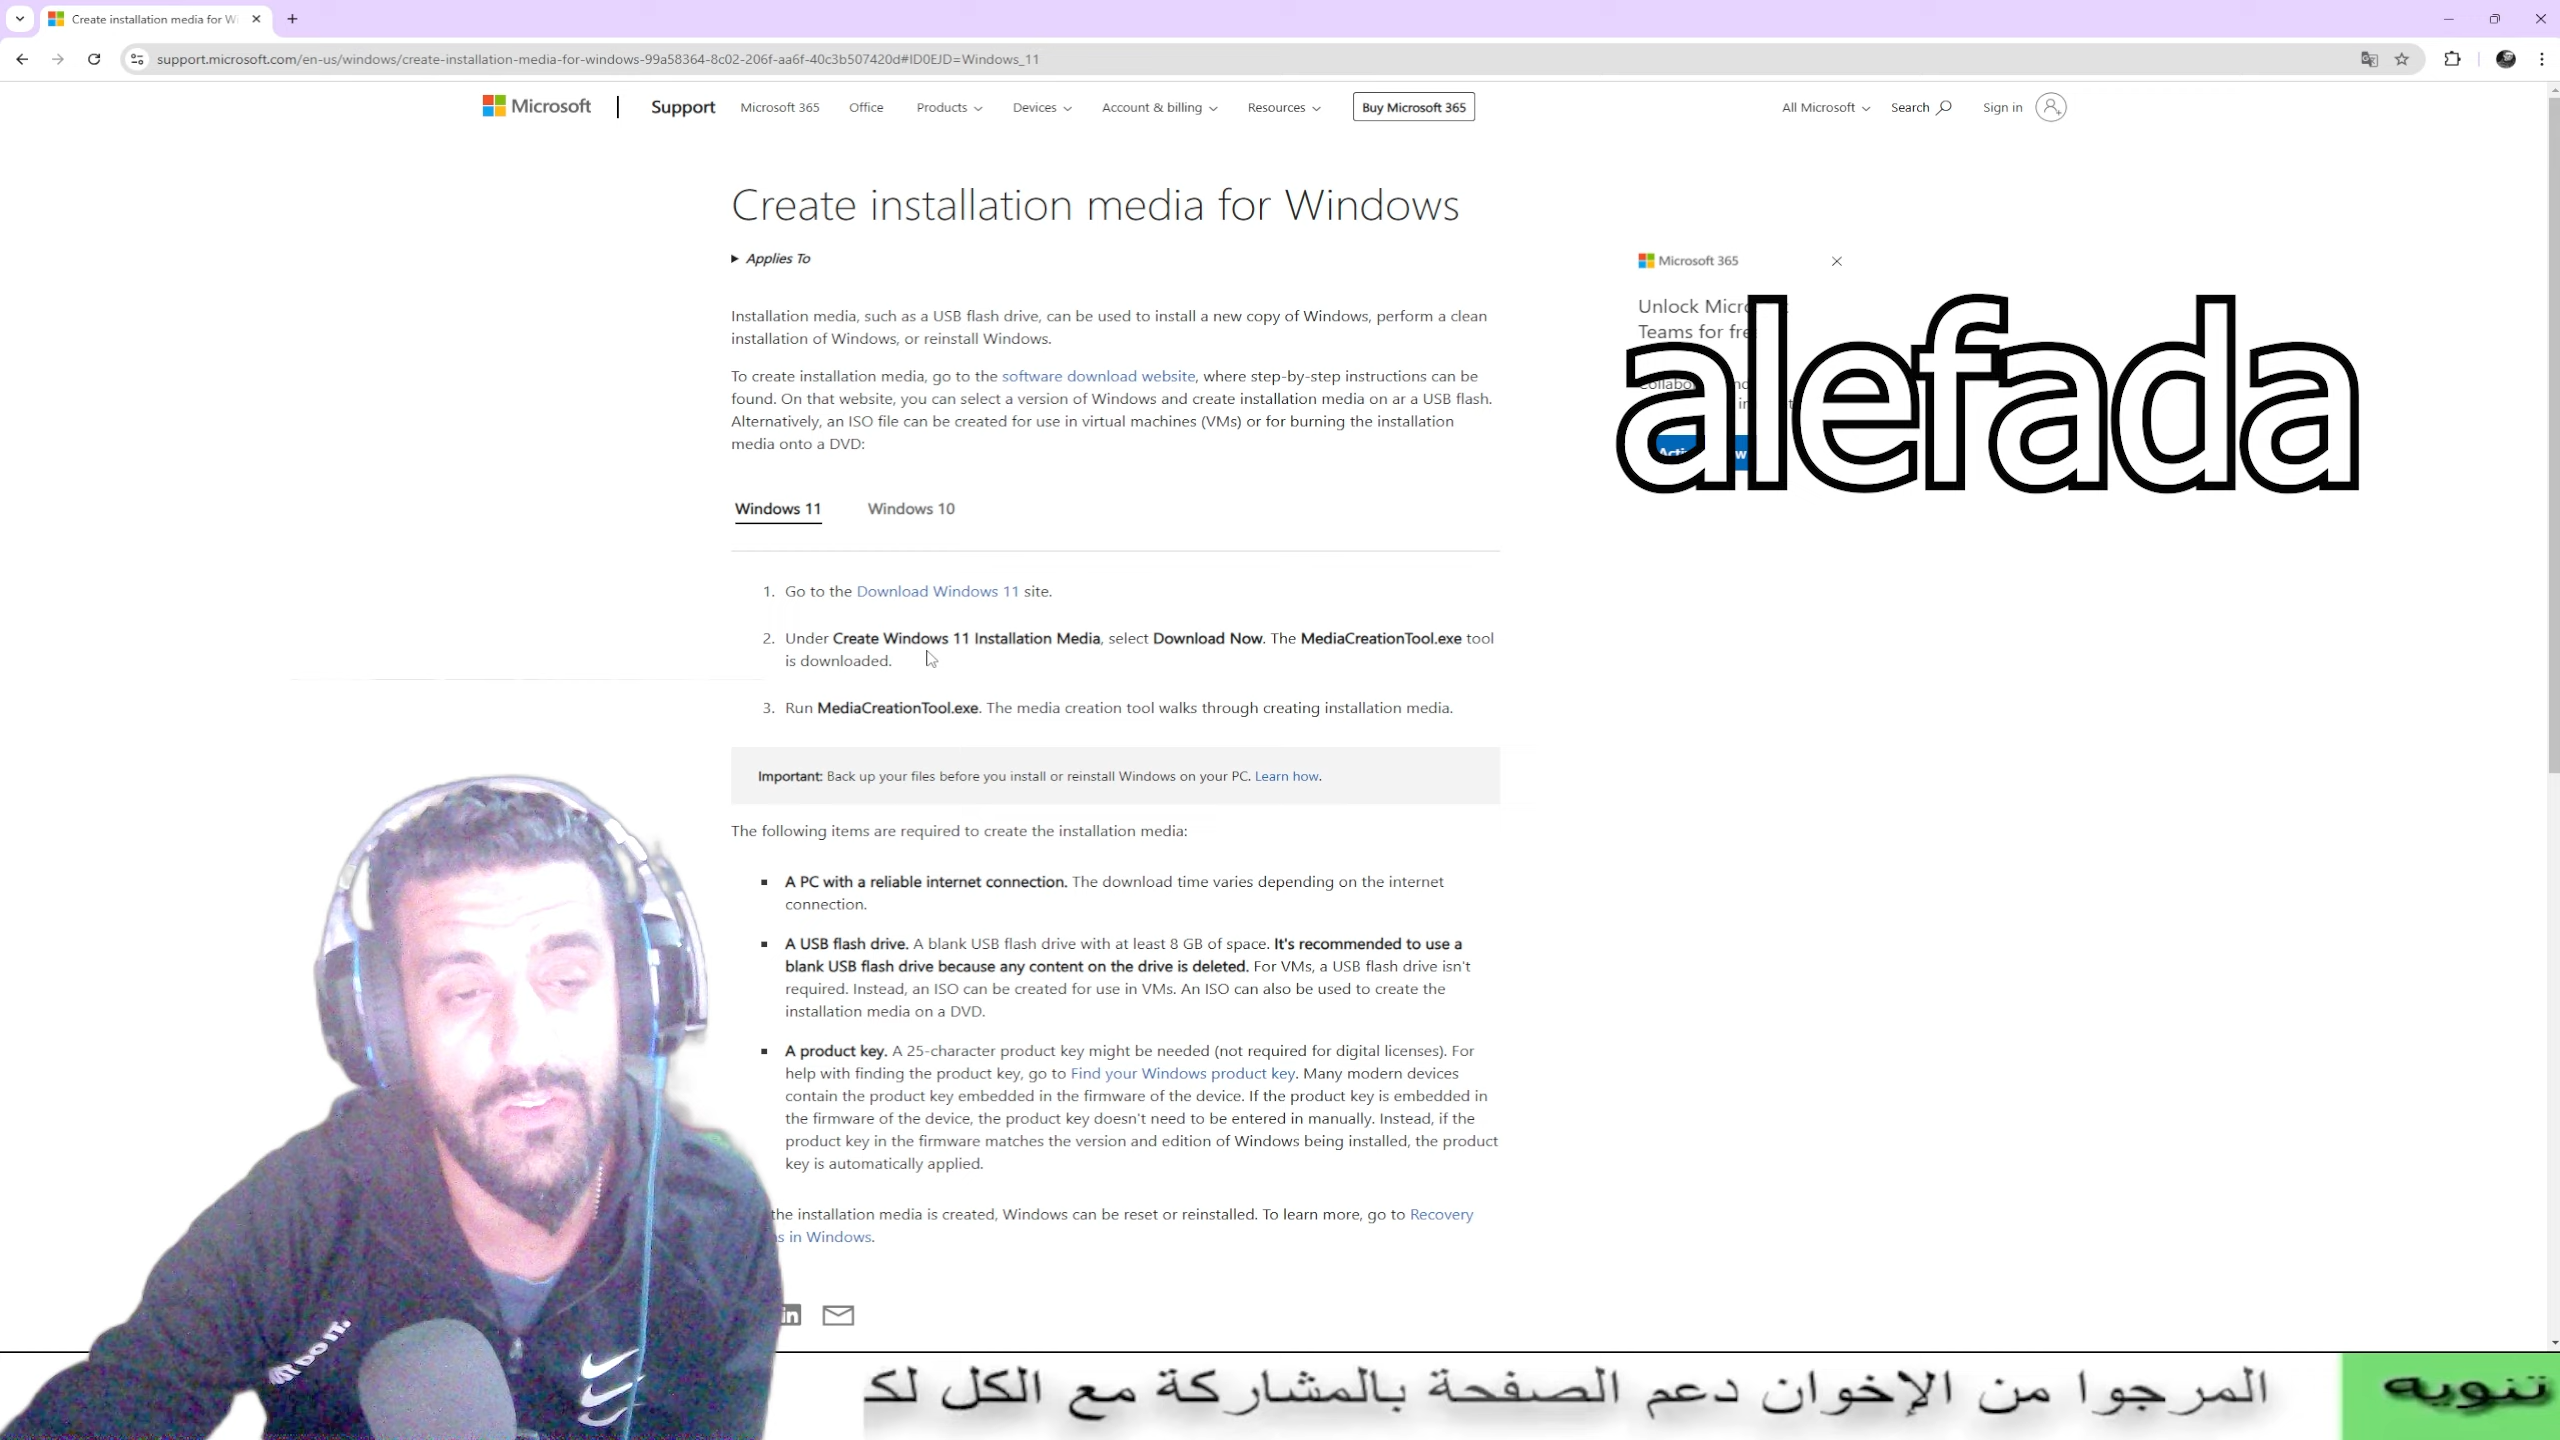 Create installation media for Wi
support.microsoft.com/en-us/windows/create-installation-media-for-windows-99a58364-8c02-206f-aa6f-40c3b507420d#ID0EJD=Windows_11
Microsoft | Support Microsoft 365 Office Products Devices Account & billing Resources Buy Microsoft 365 All Microsoft Search Sign in
Create installation media for Windows
Applies To
Installation media, such as a USB flash drive, can be used to install a new copy of Windows, perform a clean
installation of Windows, or reinstall Windows.
To create installation media, go to the software download website, where step-by-step instructions can be
found. On that website, you can select a version of Windows and create installation media on ar a USB flash.
Alternatively, an ISO file can be created for use in virtual machines (VMs) or for burning the installation
media onto a DVD:
Windows 11 Windows 10
1. Go to the Download Windows 11 site.
2. Under Create Windows 11 Installation Media, select Download Now. The MediaCreationTool.exe tool
is downloaded.
3. Run MediaCreationTool.exe. The media creation tool walks through creating installation media.
Important: Back up your files before you install or reinstall Windows on your PC. Learn how.
The following items are required to create the installation media:
A PC with a reliable internet connection. The download time varies depending on the internet
connection.
A USB flash drive. A blank USB flash drive with at least 8 GB of space. It's recommended to use a
blank USB flash drive because any content on the drive is deleted. For VMs, a USB flash drive isn't
required. Instead, an ISO can be created for use in VMs. An ISO can also be used to create the
installation media on a DVD.
A product key. A 25-character product key might be needed (not required for digital licenses). For
help with finding the product key, go to Find your Windows product key. Many modern devices
contain the product key embedded in the firmware of the device. If the product key is embedded in
the firmware of the device, the product key doesn't need to be entered in manually. Instead, if the
product key in the firmware matches the version and edition of Windows being installed, the product
key is automatically applied.
the installation media is created, Windows can be reset or reinstalled. To learn more, go to Recovery
in Windows.
Microsoft 365
Unlock
Teams for
alefada
تنويه
المرجوا من الإخوان دعم الصفحة بالمشاركة مع الكل لك